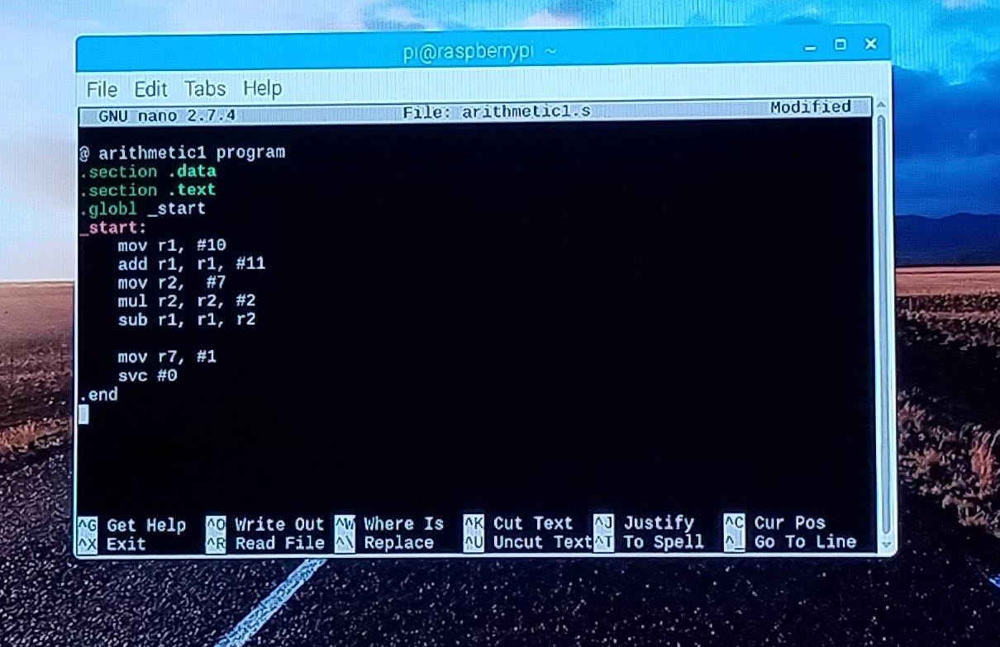 pi@raspberrypi ~
File Edit Tabs Help
GNU nano 2.7.4 File: arithmetic1.s Modified
@ arithmetic1 program
.section .data
.section .text
.globl _start
_start:
    mov r1, #10
    add r1, r1, #11
    mov r2,  #7
    mul r2, r2, #2
    sub r1, r1, r2
    mov r7, #1
    svc #0
.end
^G Get Help ^O Write Out ^W Where Is ^K Cut Text ^J Justify ^C Cur Pos
^X Exit ^R Read File ^\ Replace ^U Uncut Text ^T To Spell ^_ Go To Line